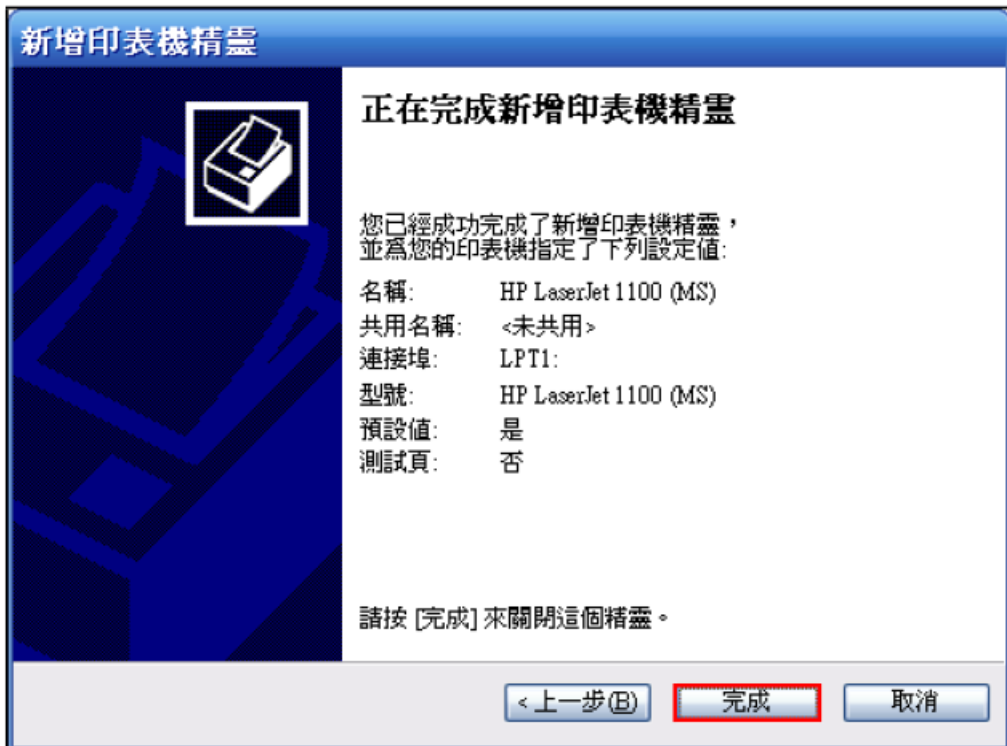 新增印表機精靈
正在完成新增印表機精靈
您已經成功完成了新增印表機精靈，
並為您的印表機指定了下列設定值:
名稱: HP LaserJet 1100 (MS)
共用名稱: <未共用>
連接埠: LPT1:
型號: HP LaserJet 1100 (MS)
預設值: 是
測試頁: 否
請按 [完成] 來關閉這個精靈。
< 上一步(B) 完成 取消